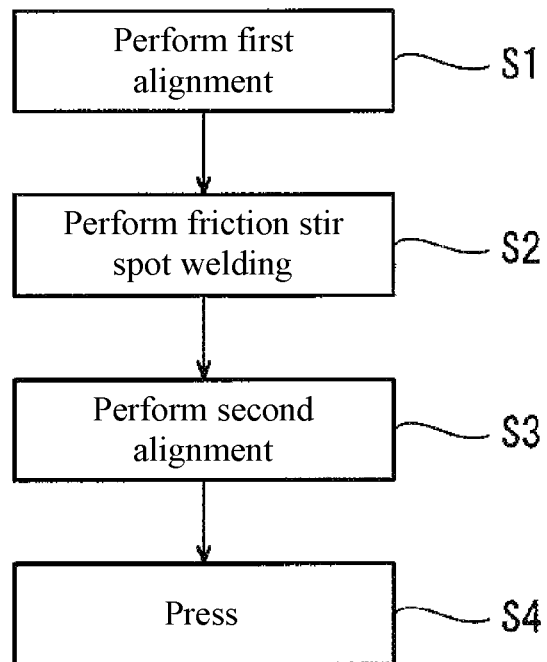 Perform first
alignment
S1
Perform friction stir
spot welding
S2
Perform second
alignment
S3
Press
S4